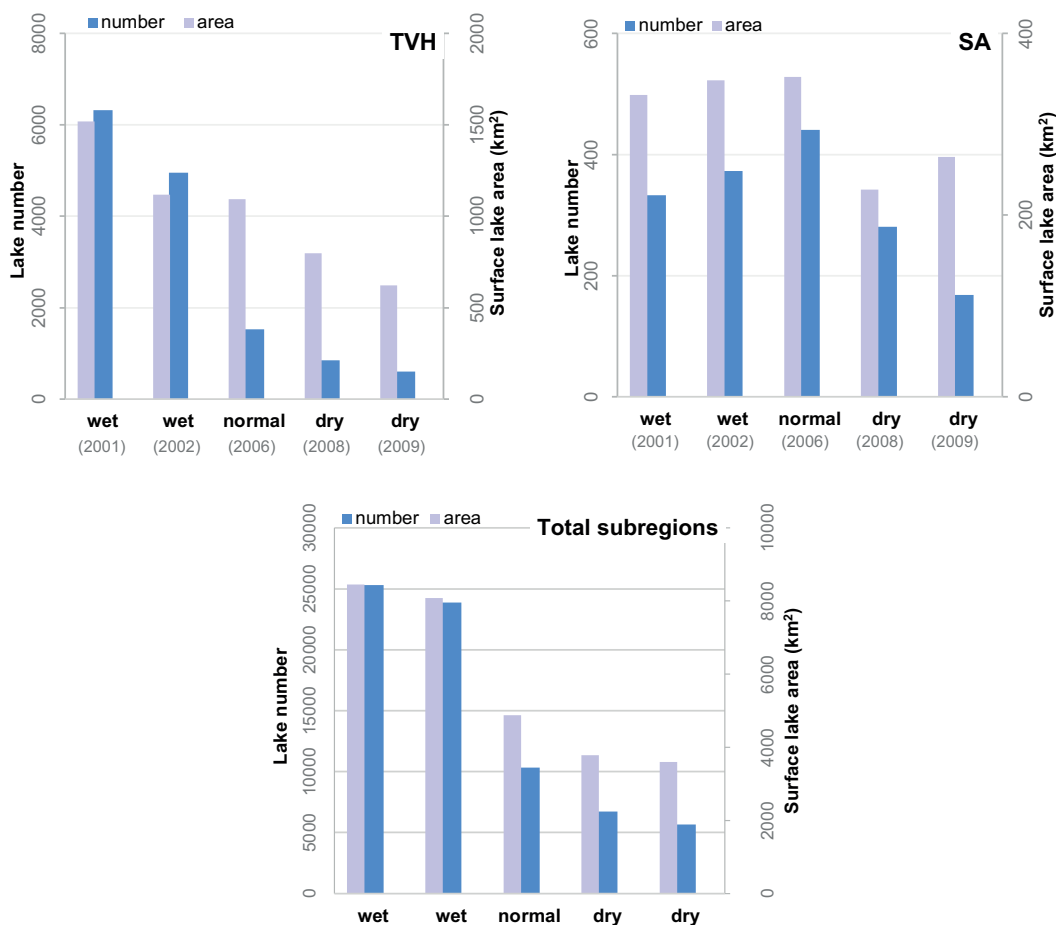 number area
TVH
8000
6000
4000
2000
0
Lake number
2000
1500
1000
500
0
Surface lake area (km²)
wet wet normal dry dry
(2001) (2002) (2006) (2008) (2009)
number area
SA
600
400
200
0
Lake number
400
200
0
Surface lake area (km²)
wet wet normal dry dry
(2001) (2002) (2006) (2008) (2009)
number area
Total subregions
30000
25000
20000
15000
10000
5000
0
Lake number
10000
8000
6000
4000
2000
0
Surface lake area (km²)
wet wet normal dry dry